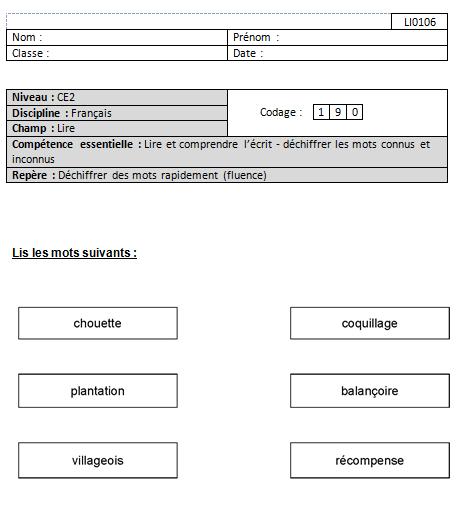 LI0106
Nom : Prénom :
Classe : Date :
Niveau : CE2
Discipline : Français
Champ : Lire
Codage : 1 9 0
Compétence essentielle : Lire et comprendre l'écrit - déchiffrer les mots connus et
inconnus
Repère : Déchiffrer des mots rapidement (fluence)
Lis les mots suivants :
chouette coquillage
plantation balançoire
villageois récompense